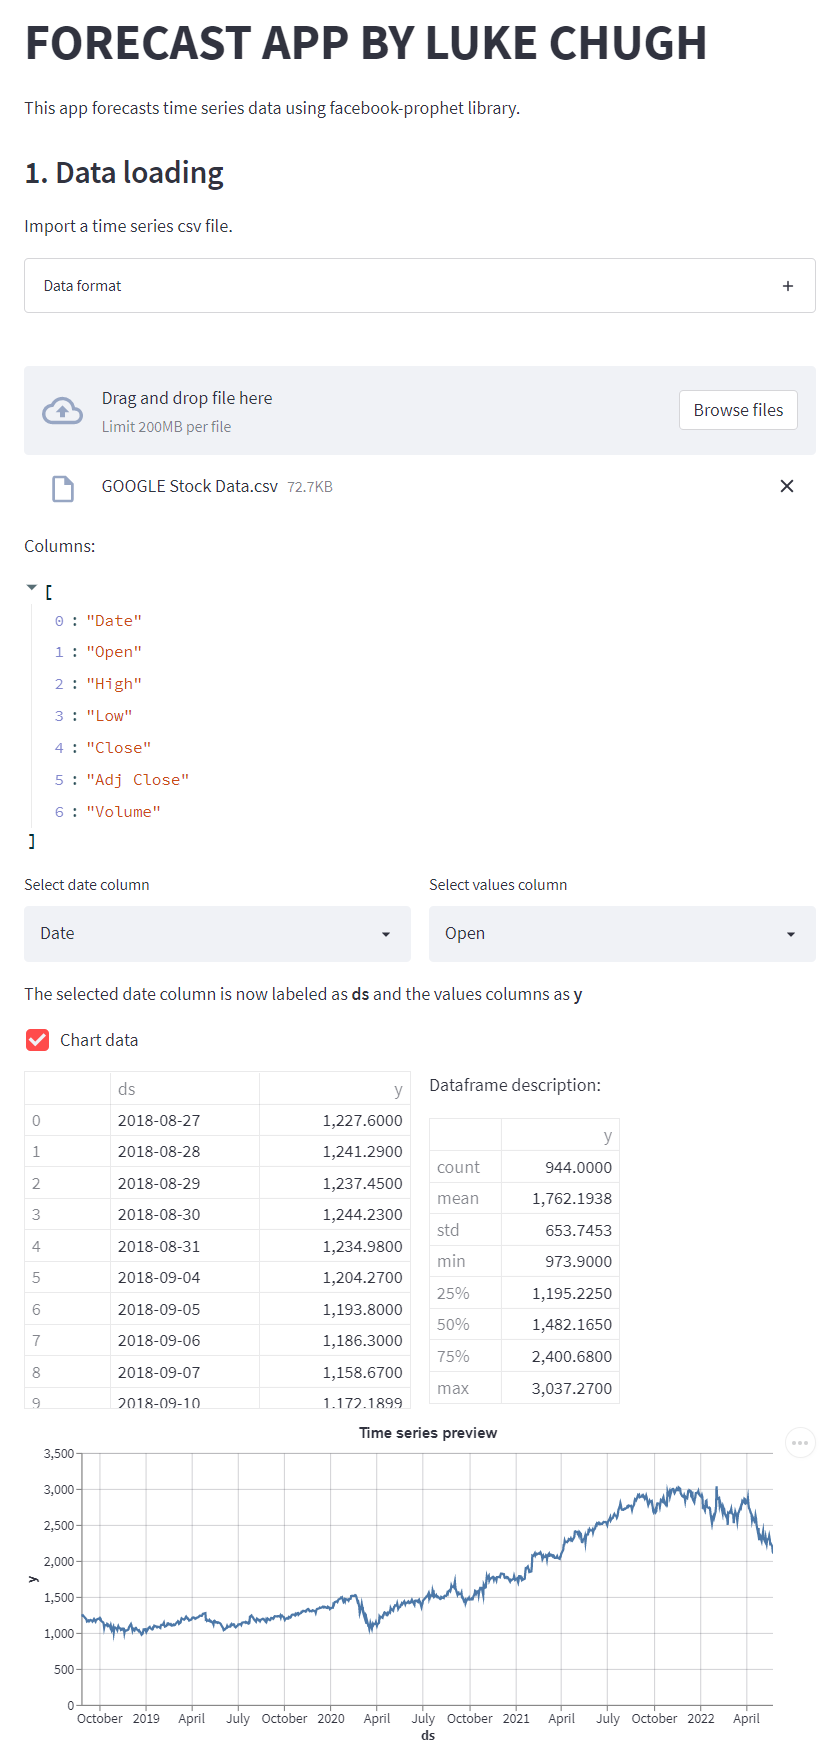 FORECAST APP BY LUKE CHUGH
This app forecasts time series data using facebook-prophet library.
1. Data loading
Import a time series csv file.
Data format +
Drag and drop file here
Limit 200MB per file
Browse files
GOOGLE Stock Data.csv 72.7KB
Columns:
[
0 : "Date"
1 : "Open"
2 : "High"
3 : "Low"
4 : "Close"
5 : "Adj Close"
6 : "Volume"
]
Select date column
Date
Select values column
Open
The selected date column is now labeled as ds and the values columns as y
Chart data
ds y
0 2018-08-27 1,227.6000
1 2018-08-28 1,241.2900
2 2018-08-29 1,237.4500
3 2018-08-30 1,244.2300
4 2018-08-31 1,234.9800
5 2018-09-04 1,204.2700
6 2018-09-05 1,193.8000
7 2018-09-06 1,186.3000
8 2018-09-07 1,158.6700
9 2018-09-10 1,172.1899
Dataframe description:
y
count 944.0000
mean 1,762.1938
std 653.7453
min 973.9000
25% 1,195.2250
50% 1,482.1650
75% 2,400.6800
max 3,037.2700
Time series preview
3,500
3,000
2,500
2,000
1,500
1,000
500
0
y
October 2019 April July October 2020 April July October 2021 April July October 2022 April
ds